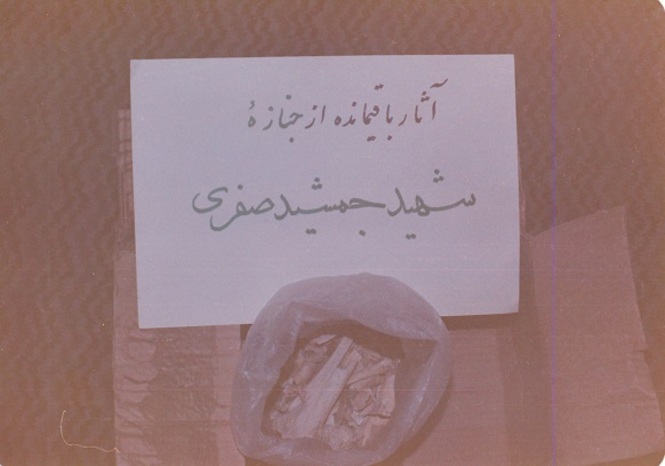 آثار باقیمانده از جنازهٔ
شهید جمشید صفری